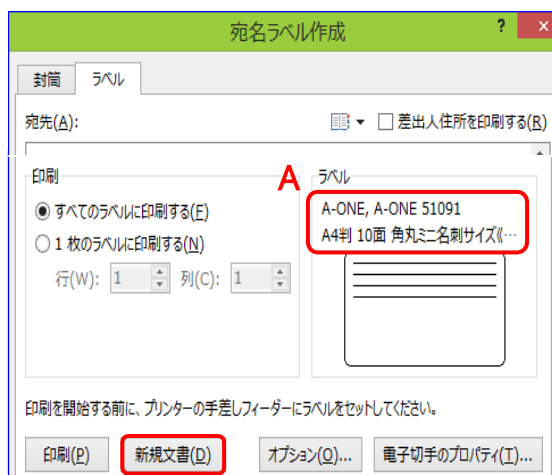 宛名ラベル作成 ? ×
封筒 ラベル
宛先(A): 差出人住所を印刷する(R)
印刷 A ラベル
すべてのラベルに印刷する(F) A-ONE, A-ONE 51091
A4判 10面 角丸ミニ名刺サイズ《…
1 枚のラベルに印刷する(N)
行(W): 1 列(C): 1
印刷を開始する前に、プリンターの手差しフィーダーにラベルをセットしてください。
印刷(P) 新規文書(D) オプション(O)... 電子切手のプロパティ(I)...